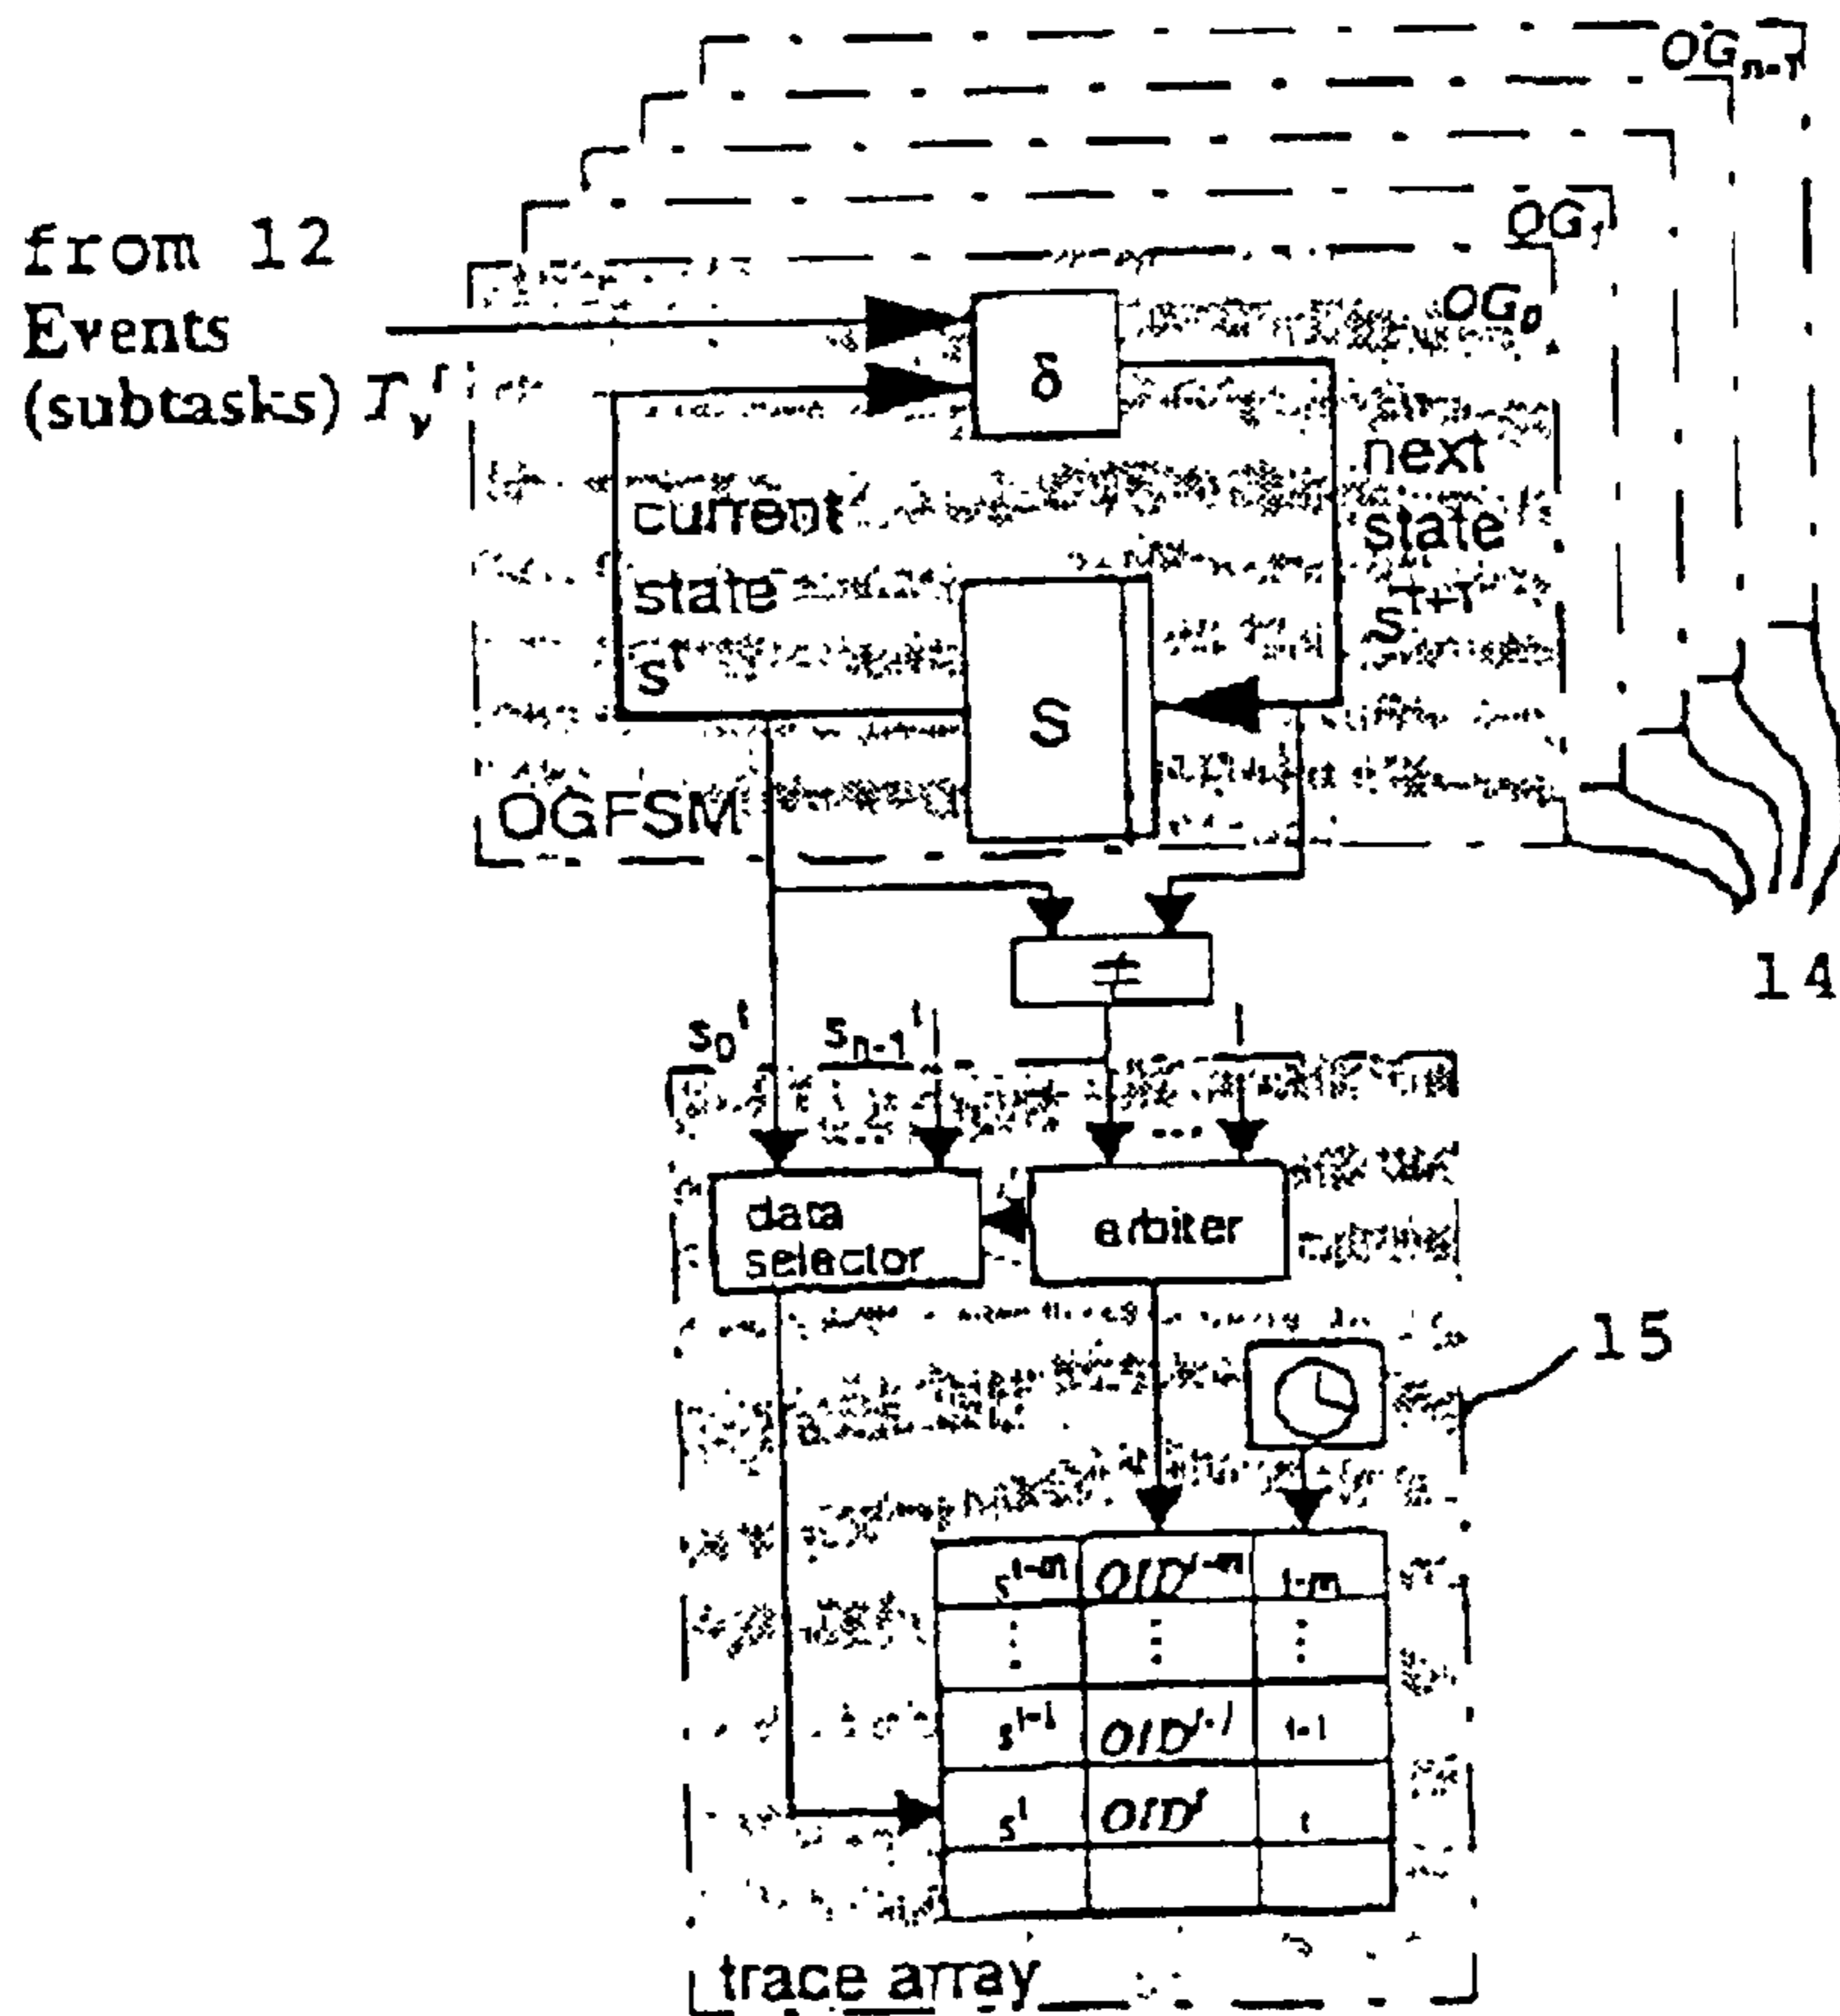 OGₙ₋₁
OG₁
OG₀
from 12
Events
(subtasks) Tᵧᵗ
δ
current
state
sᵗ
next
state
sᵗ⁺¹
S
OGFSM
14
≠
s₀ᵗ
sₙ₋₁ᵗ
...
...
data
selector
arbiter
15
sᵗ⁻ᵐ OIDᵗ⁻ᵐ t-m
⋮ ⋮ ⋮
sᵗ⁻¹ OIDᵗ⁻¹ t-1
sᵗ OIDᵗ t
trace array